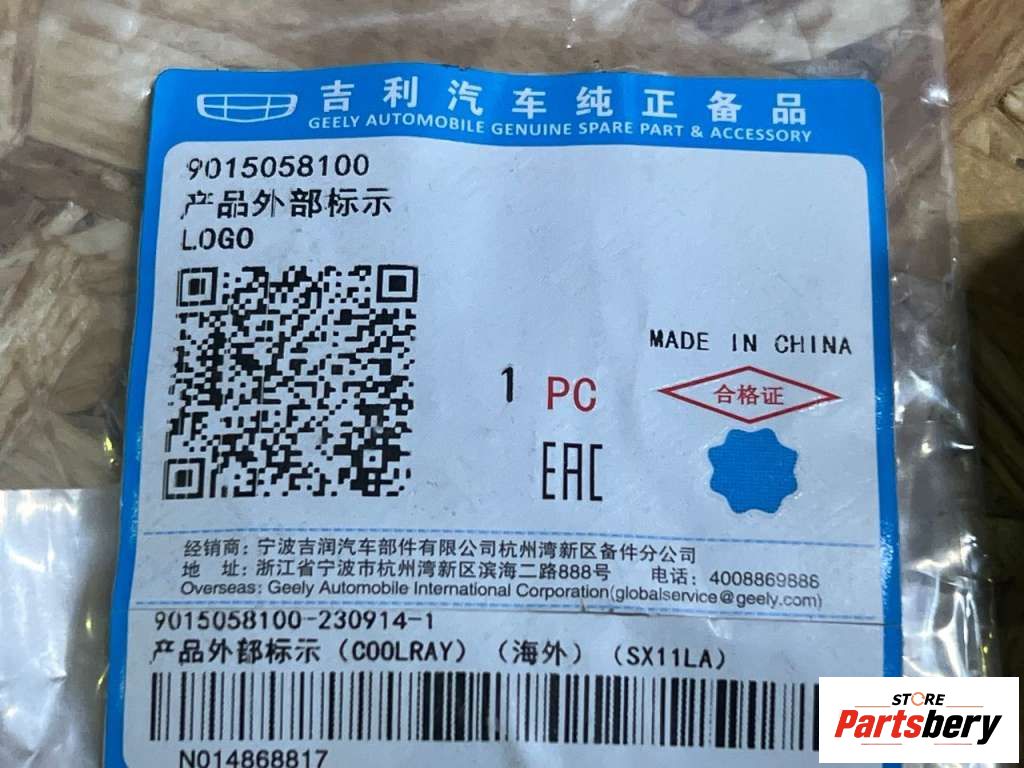 吉利汽车纯正备品
GEELY AUTOMOBILE GENUINE SPARE PART & ACCESSORY
9015058100
产品外部标示
LOGO
MADE IN CHINA
1 PC
合格证
EAC
经销商：宁波吉润汽车部件有限公司杭州湾新区备件分公司
地 址：浙江省宁波市杭州湾新区滨海二路888号 电话：4008869888
Overseas: Geely Automobile International Corporation(globalservice@geely.com)
9015058100-230914-1
产品外部标示（COOLRAY）（海外）（SX11LA）
N014868817
STORE
Partsbery